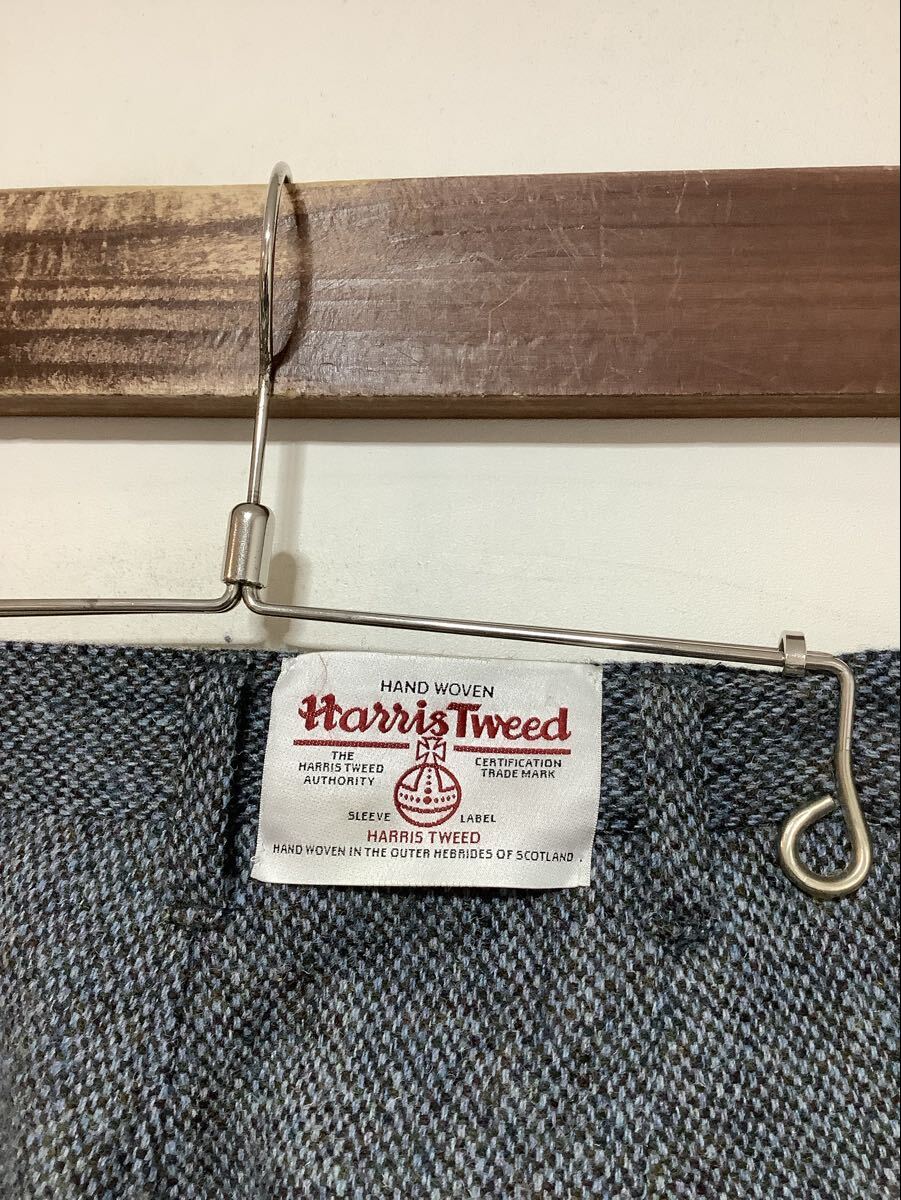 HAND WOVEN
Harris Tweed
THE HARRIS TWEED AUTHORITY
CERTIFICATION TRADE MARK
SLEEVE LABEL
HARRIS TWEED
HAND WOVEN IN THE OUTER HEBRIDES OF SCOTLAND.